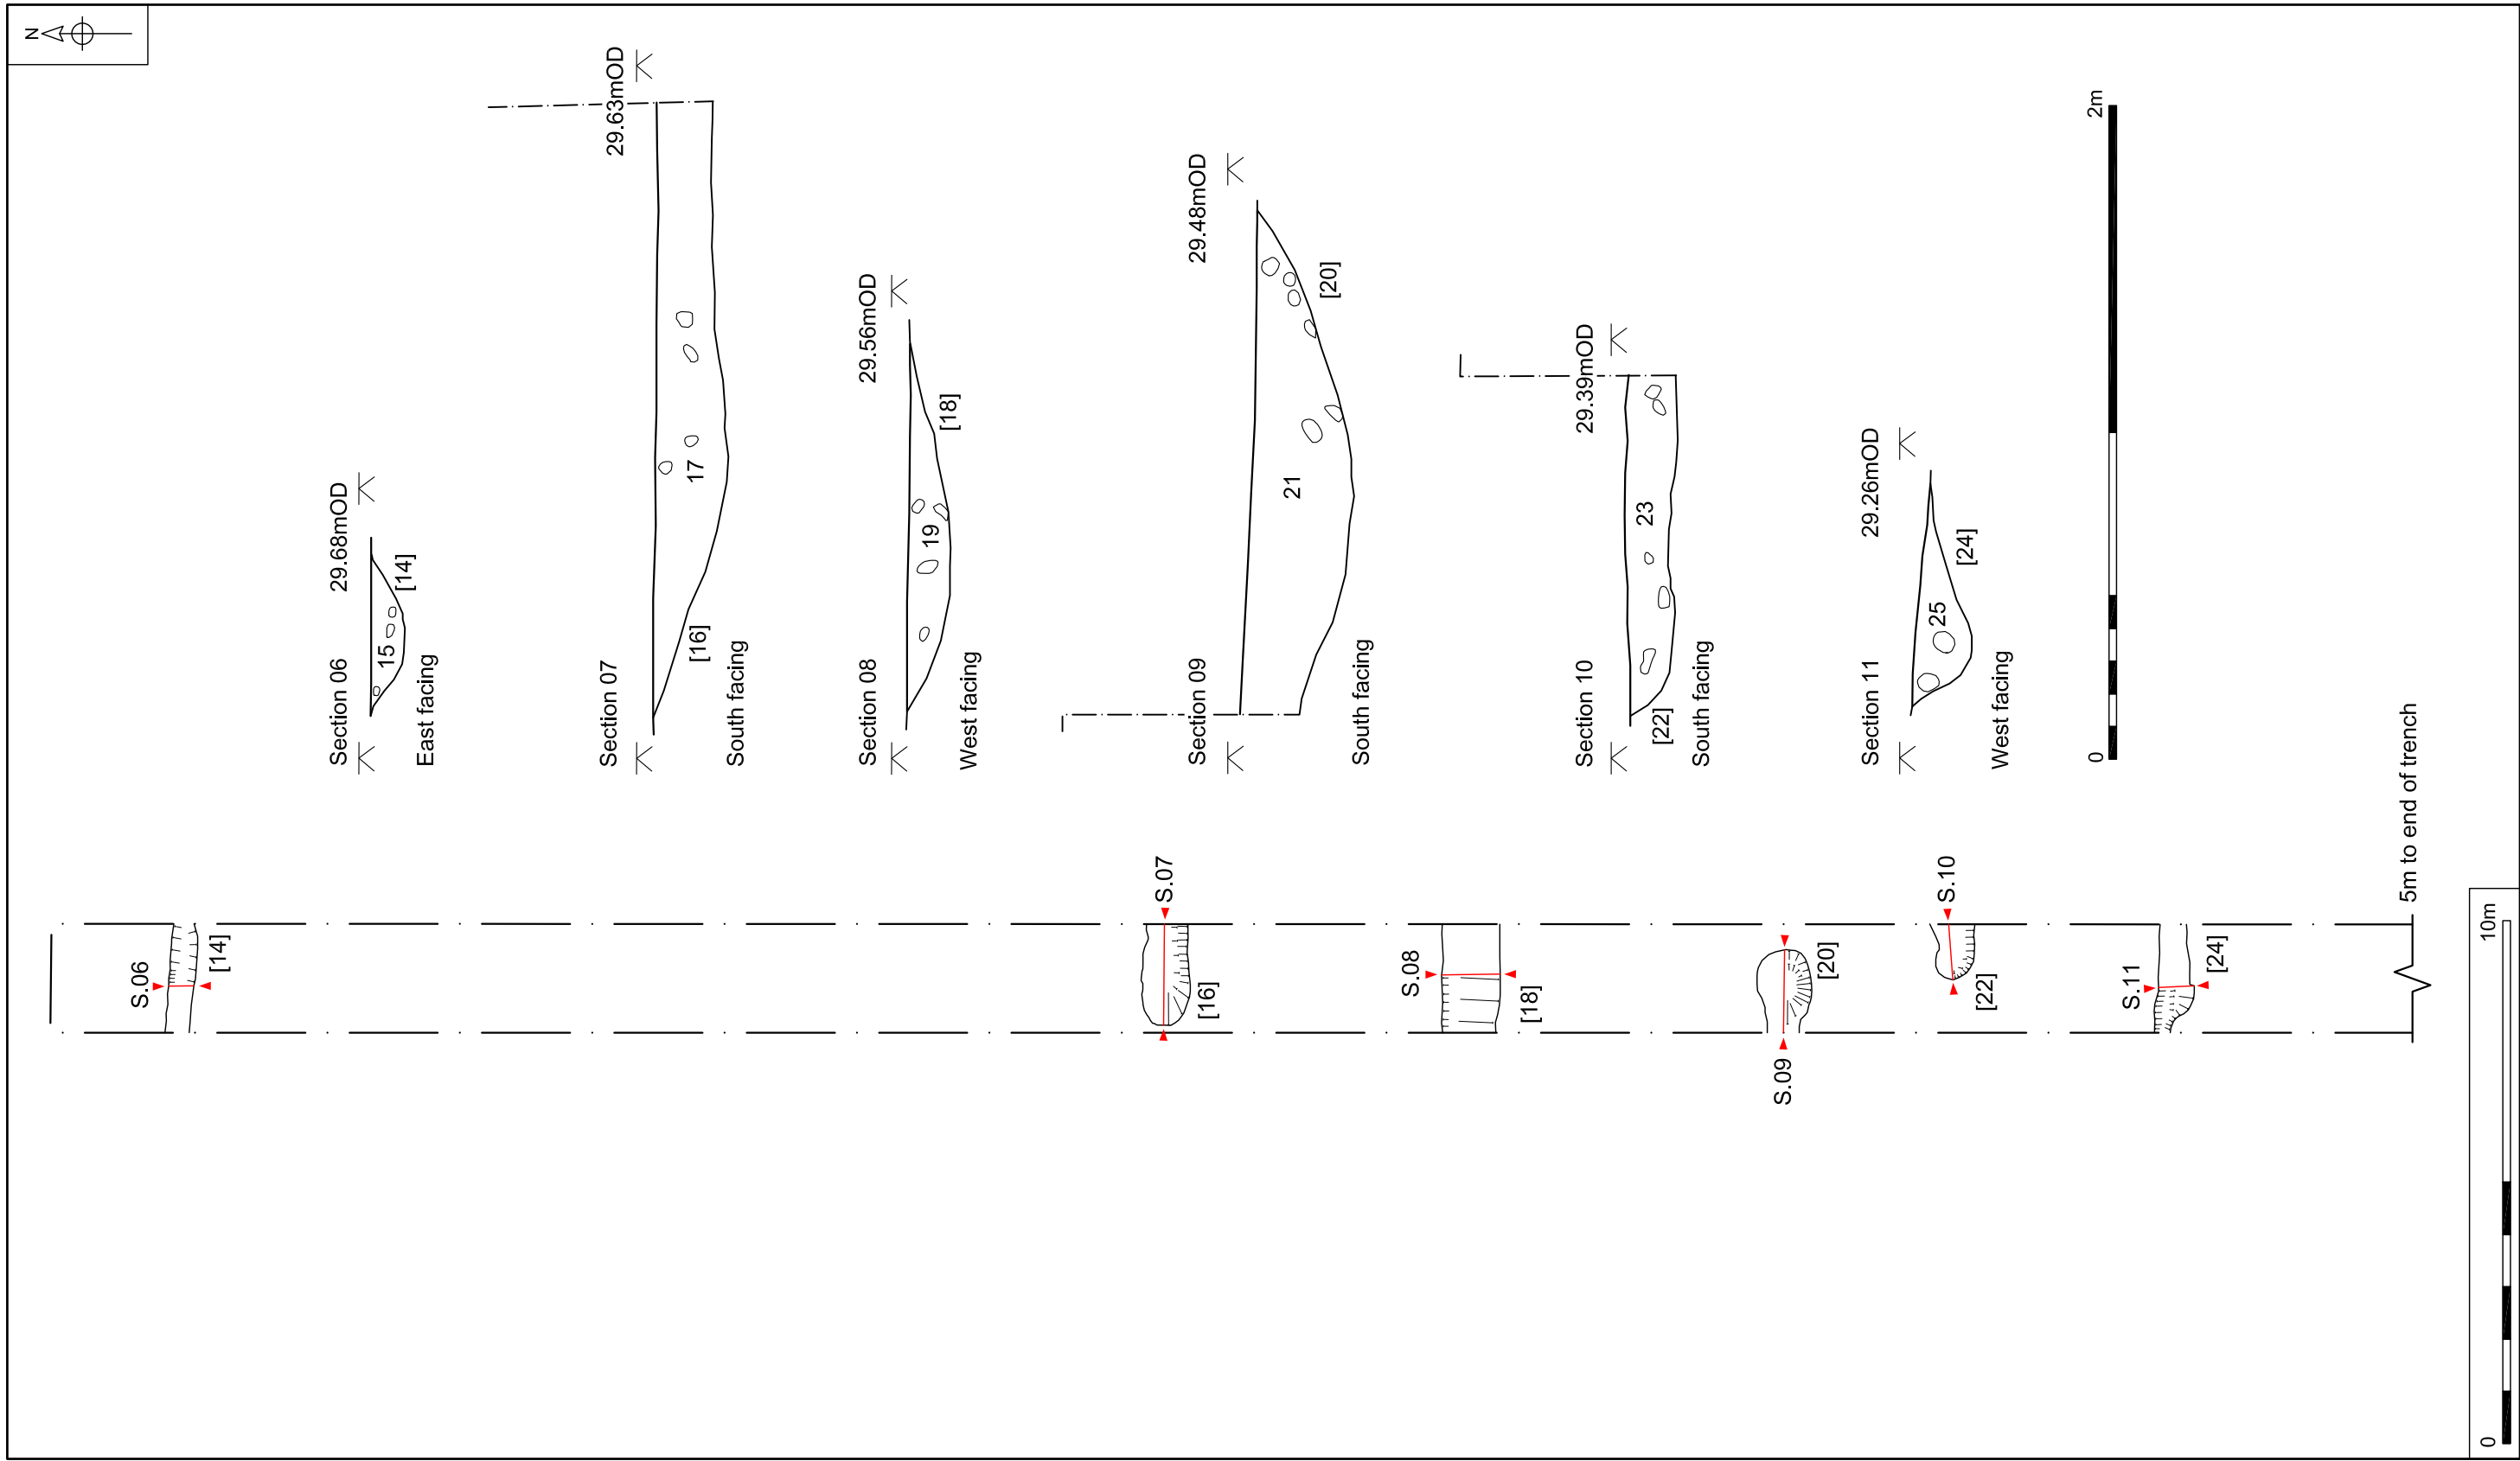 N
Section 06
29.68mOD
15
[14]
East facing
Section 07
29.63mOD
17
[16]
South facing
Section 08
29.56mOD
19
[18]
West facing
Section 09
29.48mOD
21
[20]
South facing
Section 10
29.39mOD
23
[22]
South facing
Section 11
29.26mOD
25
[24]
West facing
0
2m
S.06
[14]
S.07
[16]
S.08
[18]
S.09
[20]
S.10
[22]
S.11
[24]
5m to end of trench
0
10m